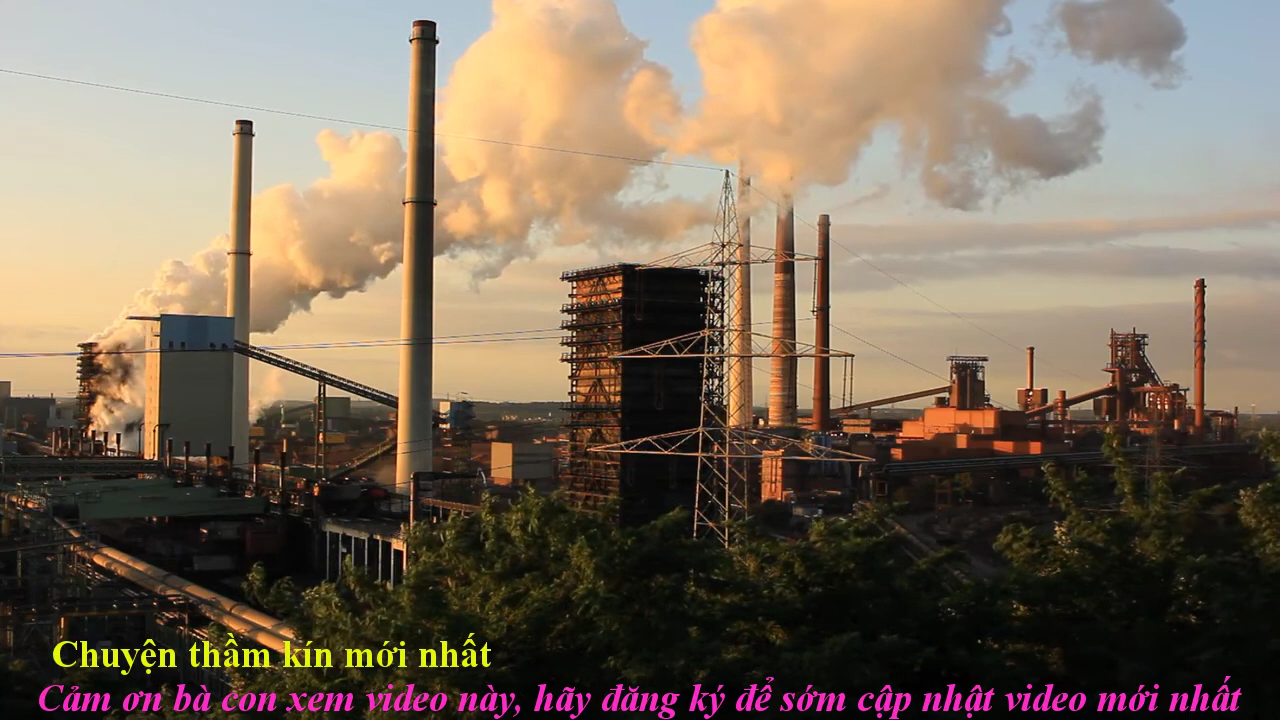 Chuyện thầm kín mới nhất
Cảm ơn bà con xem video này, hãy đăng ký để sớm cập nhật video mới nhất